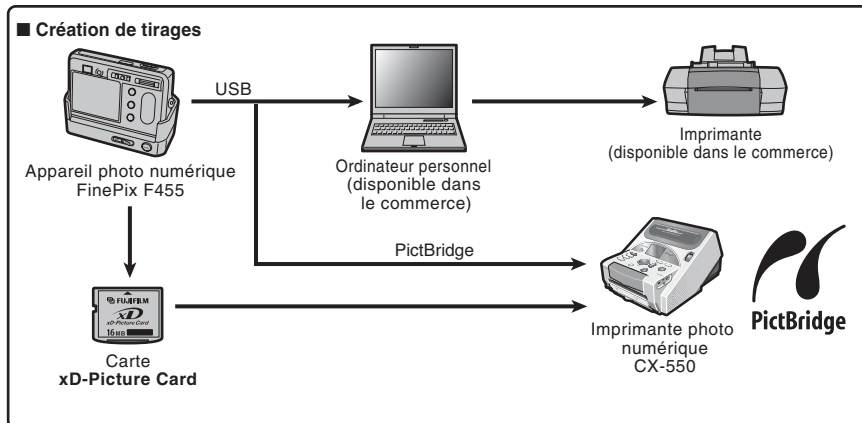 ■ Création de tirages
USB
Appareil photo numérique
FinePix F455
Ordinateur personnel
(disponible dans
le commerce)
Imprimante
(disponible dans le commerce)
PictBridge
FUJIFILM
xD
xD-Picture Card
16MB
Carte
xD-Picture Card
Imprimante photo
numérique
CX-550
PictBridge